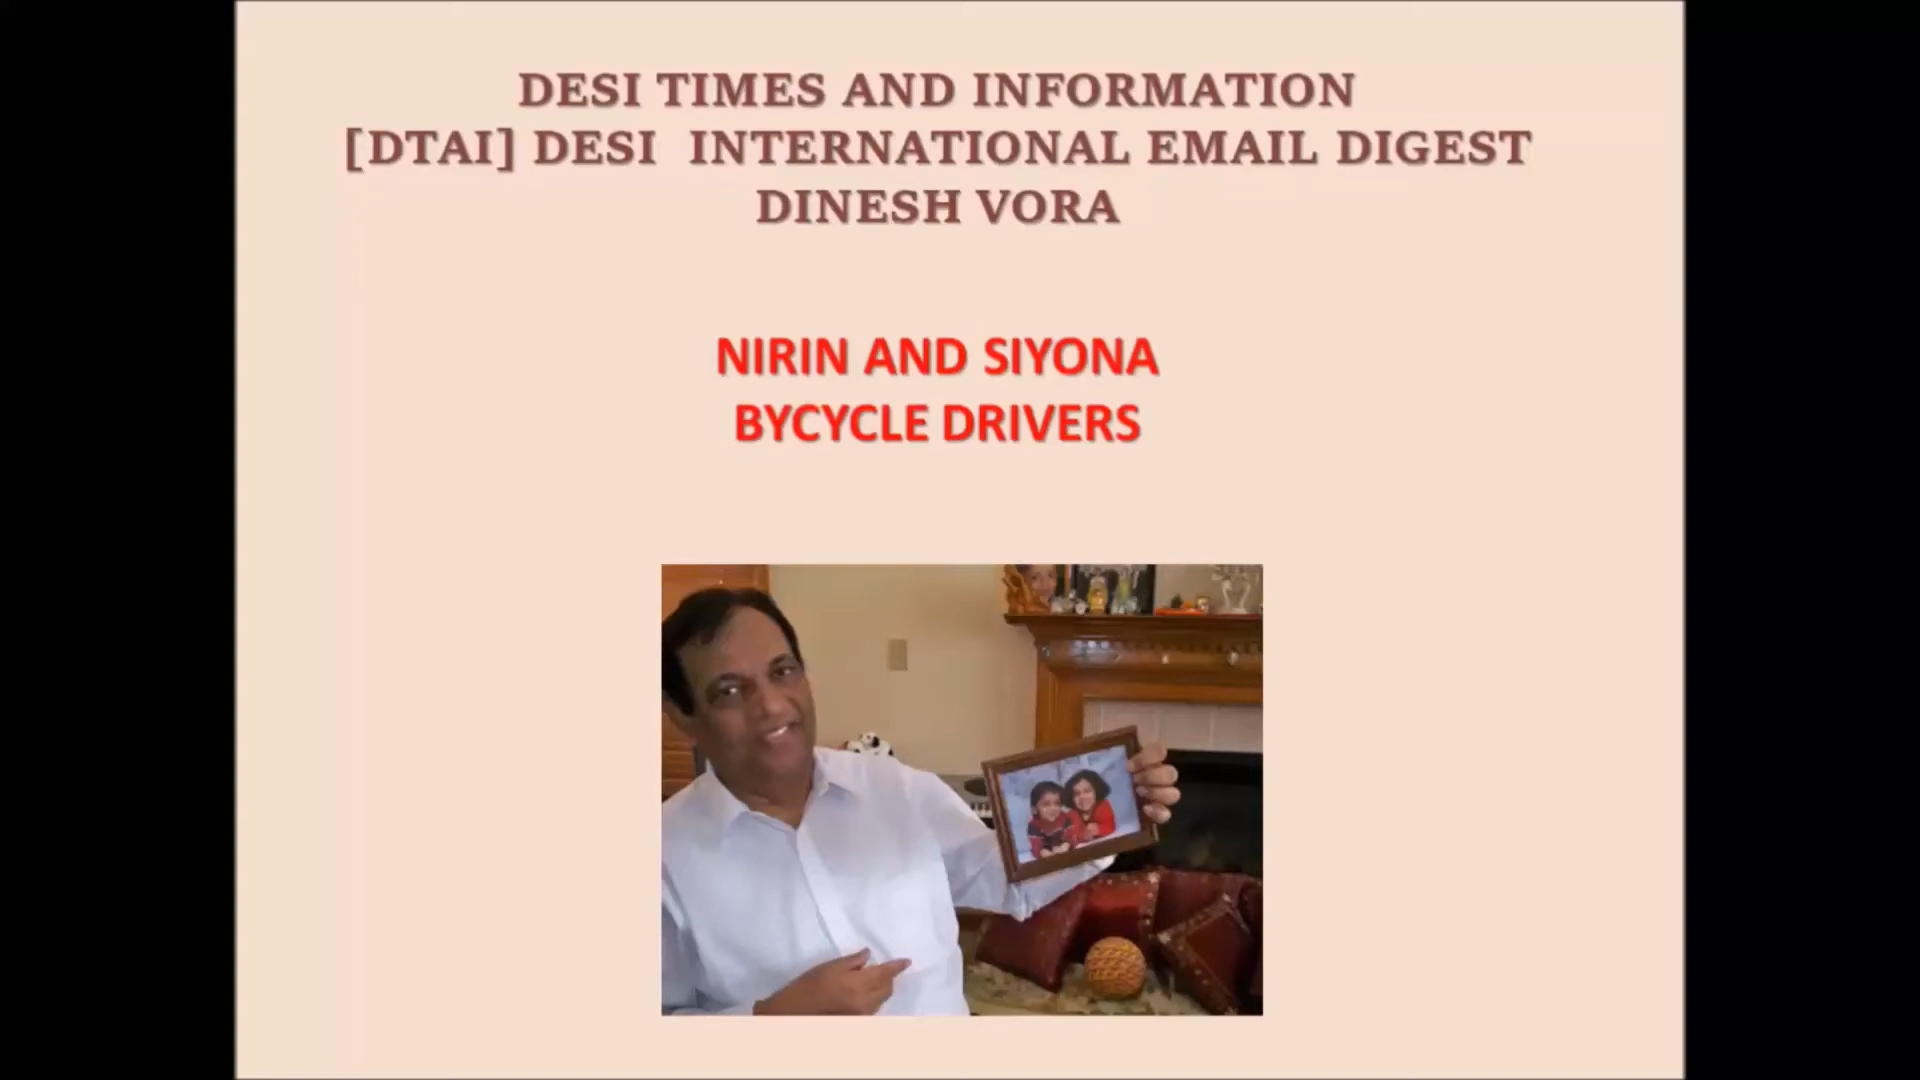 DESI TIMES AND INFORMATION
[DTAI] DESI INTERNATIONAL EMAIL DIGEST
DINESH VORA
NIRIN AND SIYONA
BYCYCLE DRIVERS